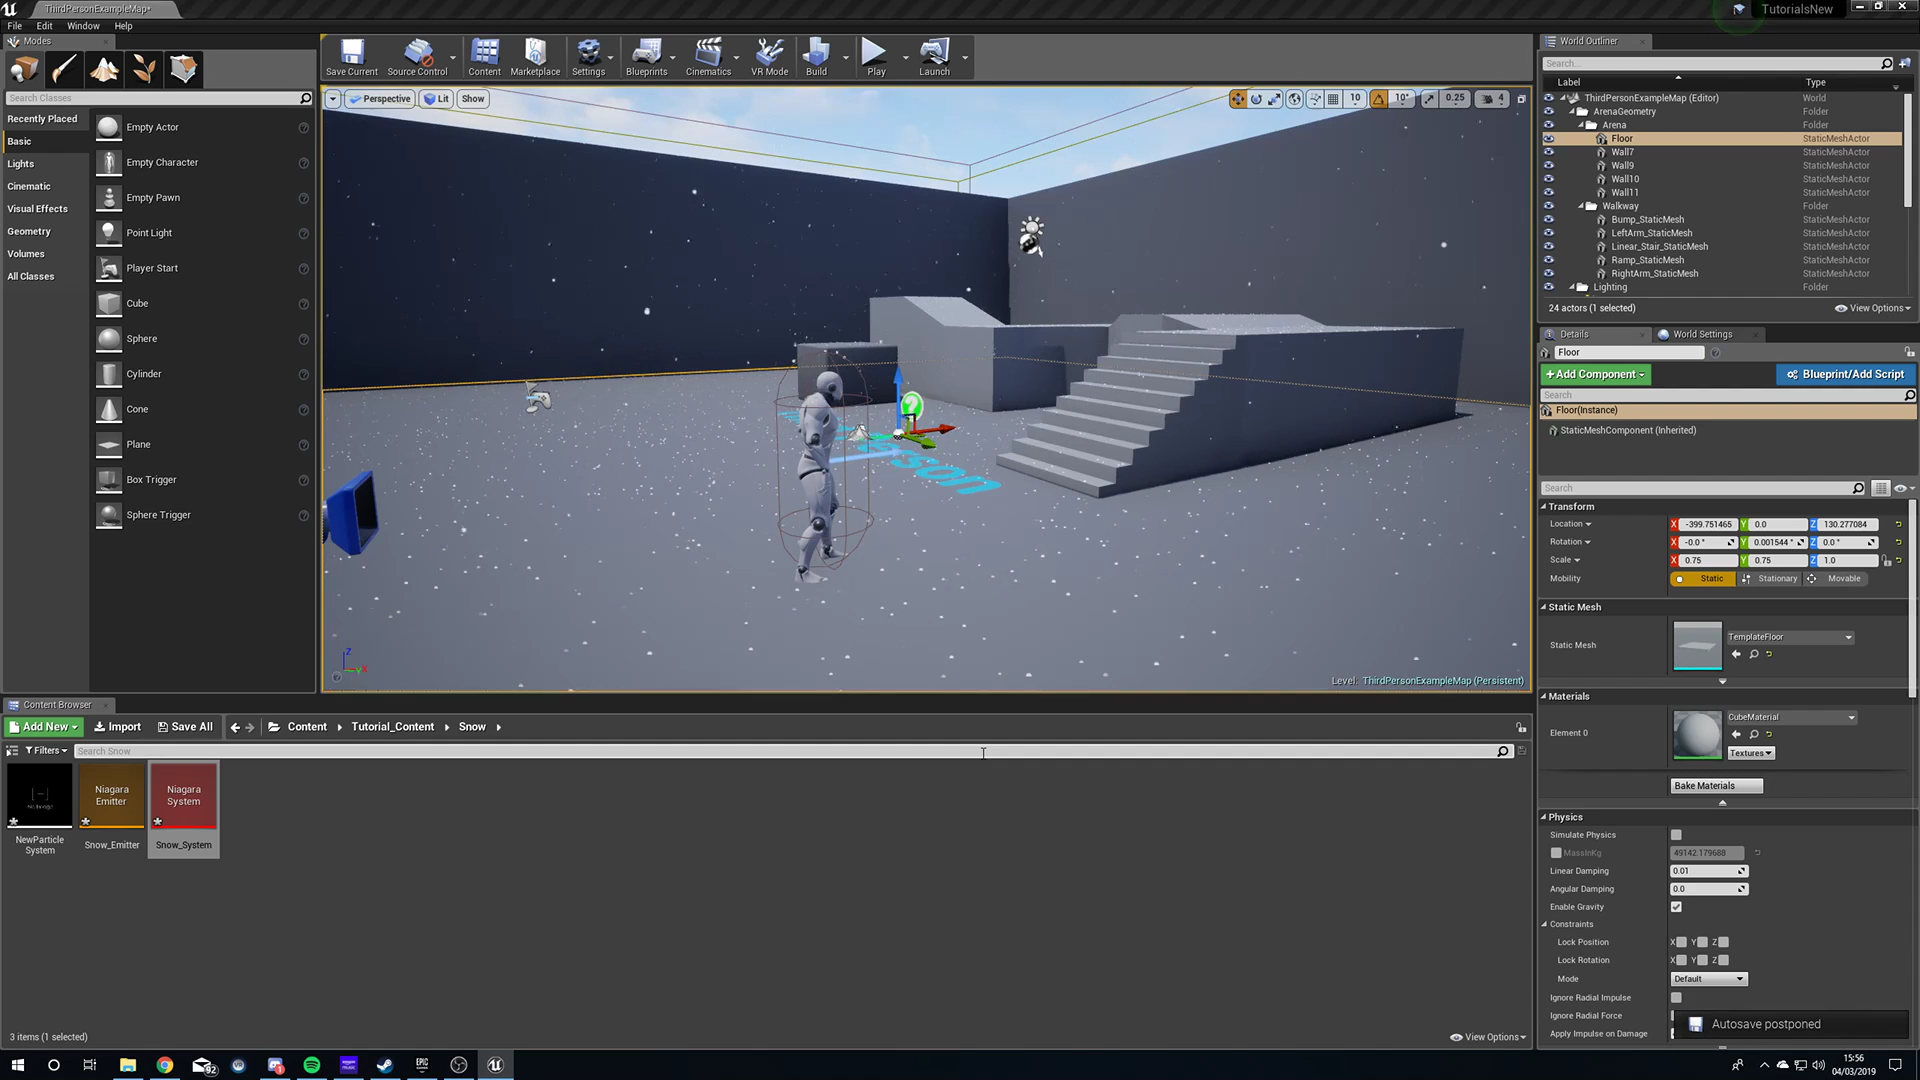 ThirdPersonExampleMap*
TutorialsNew
File Edit Window Help
Modes
Save Current
Source Control
Content
Marketplace
Settings
Blueprints
Cinematics
VR Mode
Build
Play
Launch
Search Classes
Recently Placed
Basic
Lights
Cinematic
Visual Effects
Geometry
Volumes
All Classes
Empty Actor
Empty Character
Empty Pawn
Point Light
Player Start
Cube
Sphere
Cylinder
Cone
Plane
Box Trigger
Sphere Trigger
Perspective
Lit
Show
10
10°
0.25
4
Level: ThirdPersonExampleMap (Persistent)
World Outliner
Search...
Label Type
ThirdPersonExampleMap (Editor) World
ArenaGeometry Folder
Arena Folder
Floor StaticMeshActor
Wall7 StaticMeshActor
Wall9 StaticMeshActor
Wall10 StaticMeshActor
Wall11 StaticMeshActor
Walkway Folder
Bump_StaticMesh StaticMeshActor
LeftArm_StaticMesh StaticMeshActor
Linear_Stair_StaticMesh StaticMeshActor
Ramp_StaticMesh StaticMeshActor
RightArm_StaticMesh StaticMeshActor
Lighting Folder
24 actors (1 selected)
View Options
Details
World Settings
Floor
+Add Component
Blueprint/Add Script
Search
Floor(Instance)
StaticMeshComponent (Inherited)
Search
Transform
Location X -399.751465 Y 0.0 Z 130.277084
Rotation X -0.0 ° Y 0.001544 ° Z 0.0 °
Scale X 0.75 Y 0.75 Z 1.0
Mobility Static Stationary Movable
Static Mesh
Static Mesh TemplateFloor
Materials
Element 0 CubeMaterial
Textures
Bake Materials
Physics
Simulate Physics
MassInKg 49142.179688
Linear Damping 0.01
Angular Damping 0.0
Enable Gravity
Constraints
Lock Position X Y Z
Lock Rotation X Y Z
Mode Default
Ignore Radial Impulse
Ignore Radial Force
Apply Impulse on Damage
Autosave postponed
Content Browser
Add New
Import
Save All
Content
Tutorial_Content
Snow
Filters
Search Snow
Niagara Emitter
Niagara System
NewParticle System
Snow_Emitter
Snow_System
3 items (1 selected)
View Options
92
15:56
04/03/2019